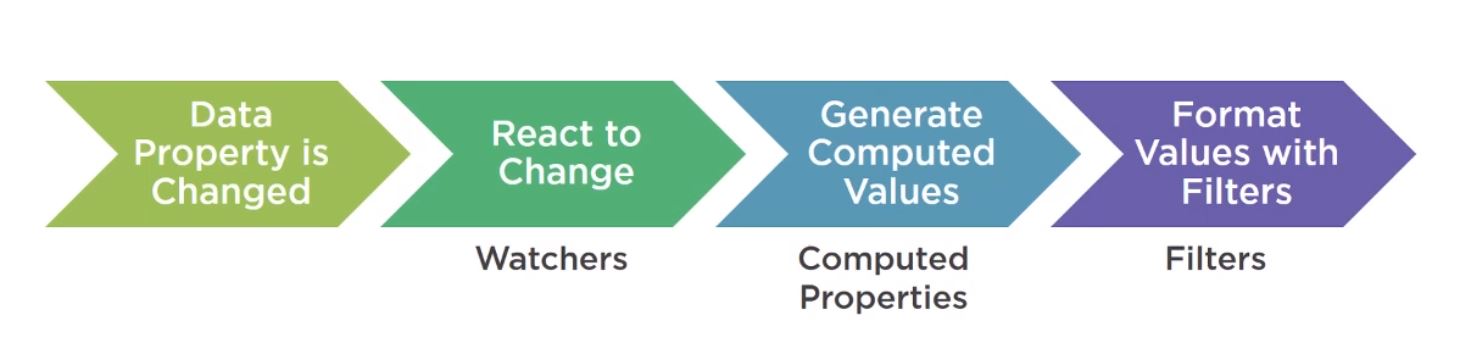 Data
Property is
Changed
React to
Change
Generate
Computed
Values
Format
Values with
Filters
Watchers
Computed
Properties
Filters